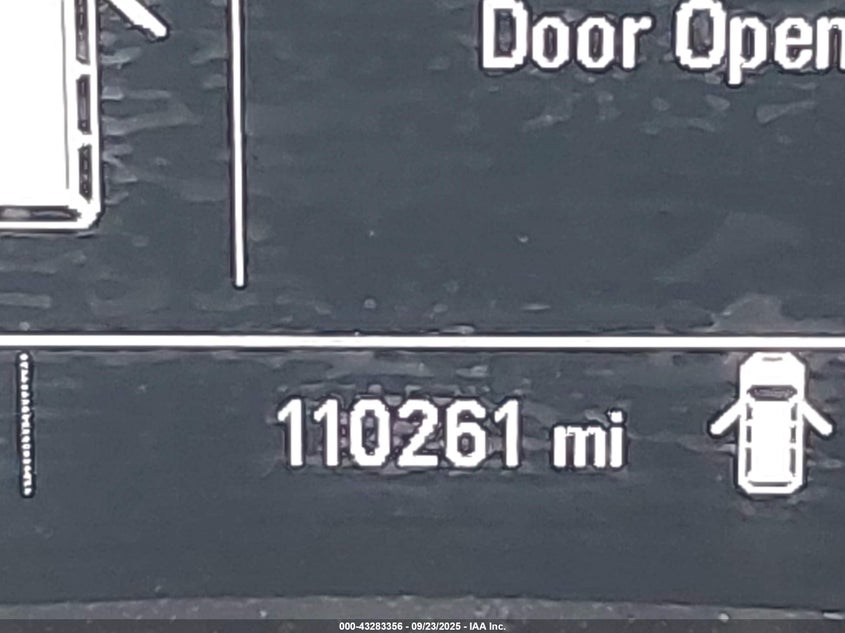 Door Open
110261 mi
000-43283356 - 09/23/2025 - IAA Inc.